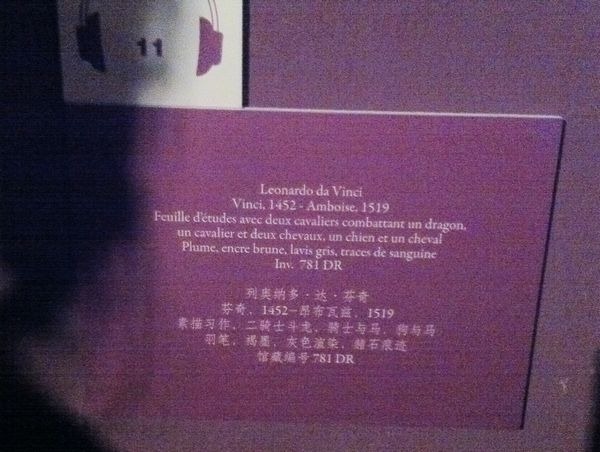 11
Leonardo da Vinci
Vinci, 1452 - Amboise, 1519
Feuille d'études avec deux cavaliers combattant un dragon,
un cavalier et deux chevaux, un chien et un cheval
Plume, encre brune, lavis gris, traces de sanguine
Inv. 781 DR
列奥纳多·达·芬奇
芬奇，1452–昂布瓦兹，1519
素描习作，二骑士斗龙，骑士与马，狗与马
羽笔，褐墨，灰色渲染，赭石痕迹
馆藏编号 781 DR